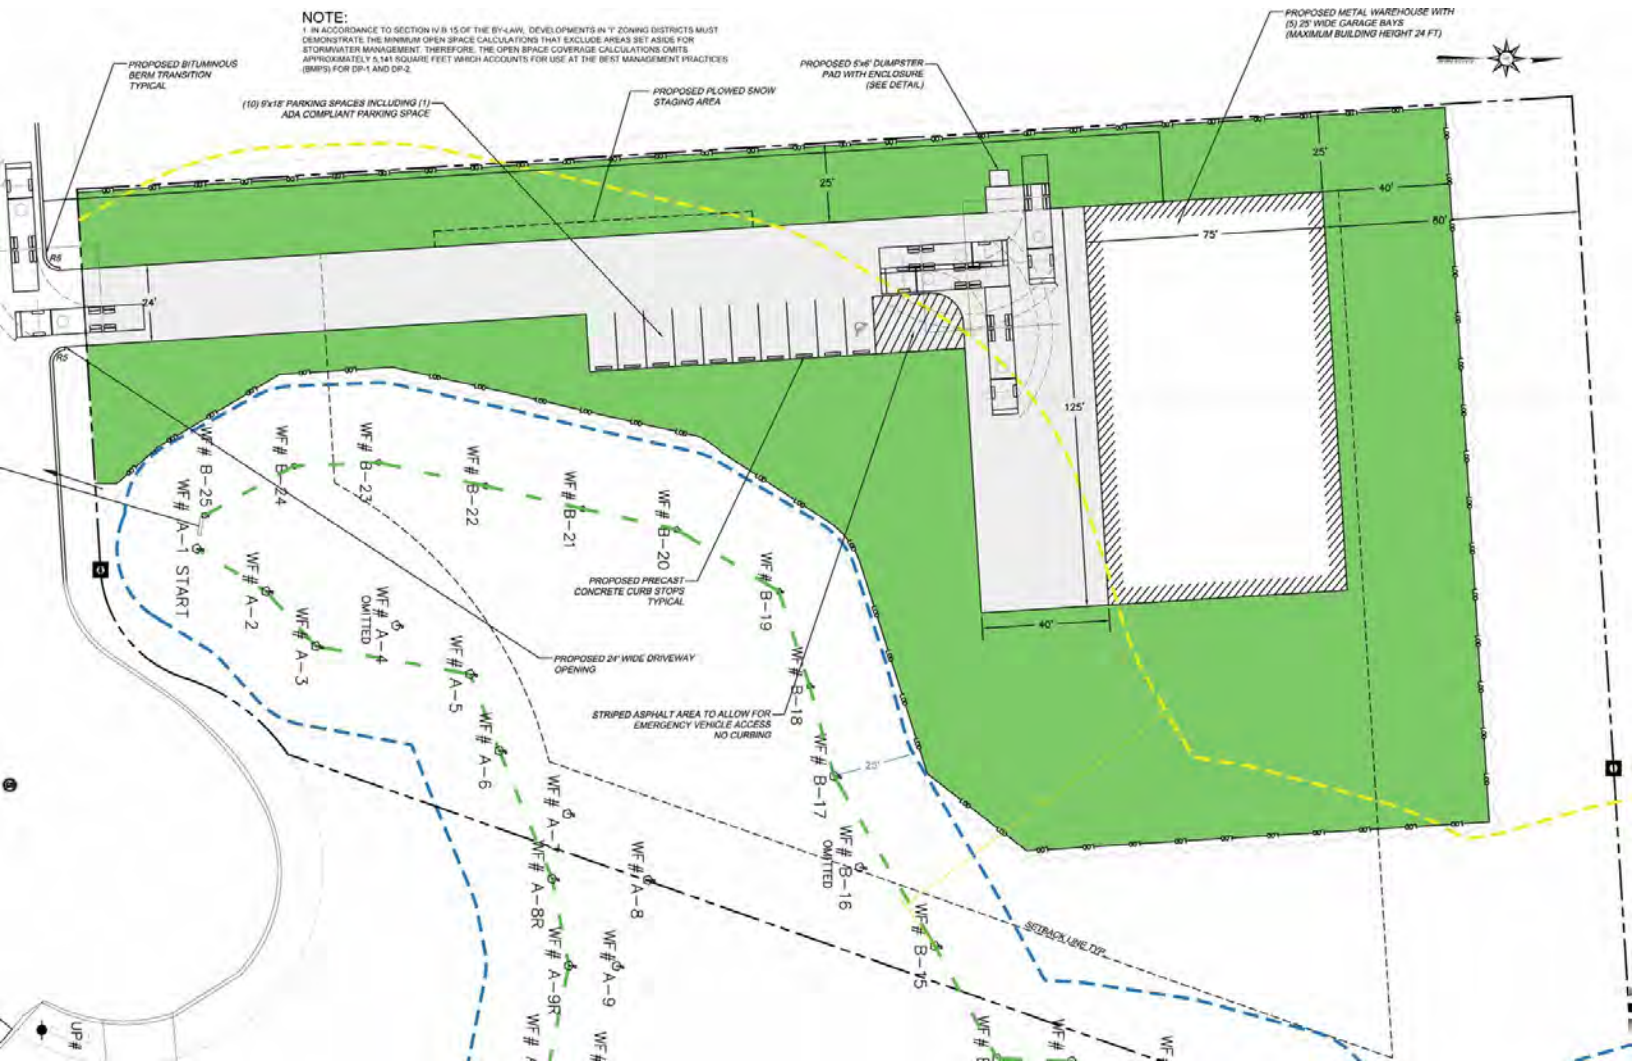 NOTE:
1. IN ACCORDANCE TO SECTION IV.B.15 OF THE BY-LAW, DEVELOPMENTS IN "I" ZONING DISTRICTS MUST
DEMONSTRATE THE MINIMUM OPEN SPACE CALCULATIONS THAT EXCLUDE AREAS SET ASIDE FOR
STORMWATER MANAGEMENT. THEREFORE, THE OPEN SPACE COVERAGE CALCULATIONS OMITS
APPROXIMATELY 5,141 SQUARE FEET WHICH ACCOUNTS FOR USE AT THE BEST MANAGEMENT PRACTICES
(BMPS) FOR DP-1 AND DP-2.
PROPOSED METAL WAREHOUSE WITH
(5) 25' WIDE GARAGE BAYS
(MAXIMUM BUILDING HEIGHT 24 FT)
PROPOSED BITUMINOUS
BERM TRANSITION
TYPICAL
PROPOSED 5'x6' DUMPSTER
PAD WITH ENCLOSURE
(SEE DETAIL)
(10) 9'x18' PARKING SPACES INCLUDING (1)
ADA COMPLIANT PARKING SPACE
PROPOSED PLOWED SNOW
STAGING AREA
25'
25'
40'
60'
75'
R5
24'
R5
125'
40'
WF# B-25
WF# B-24
WF# B-23
WF# B-22
WF# B-21
WF# B-20
WF# B-19
WF# B-18
WF# B-17
WF# B-16
OMITTED
WF# B-15
WF# A-1 START
WF# A-2
WF# A-3
WF# A-4
OMITTED
WF# A-5
WF# A-6
WF# A-7
WF# A-8
WF# A-8R
WF# A-9
WF# A-9R
PROPOSED PRECAST
CONCRETE CURB STOPS
TYPICAL
PROPOSED 24' WIDE DRIVEWAY
OPENING
STRIPED ASPHALT AREA TO ALLOW FOR
EMERGENCY VEHICLE ACCESS
NO CURBING
25'
SETBACK LINE TYP.
UP#
WF#
WF#
WF#
WF#
WF#